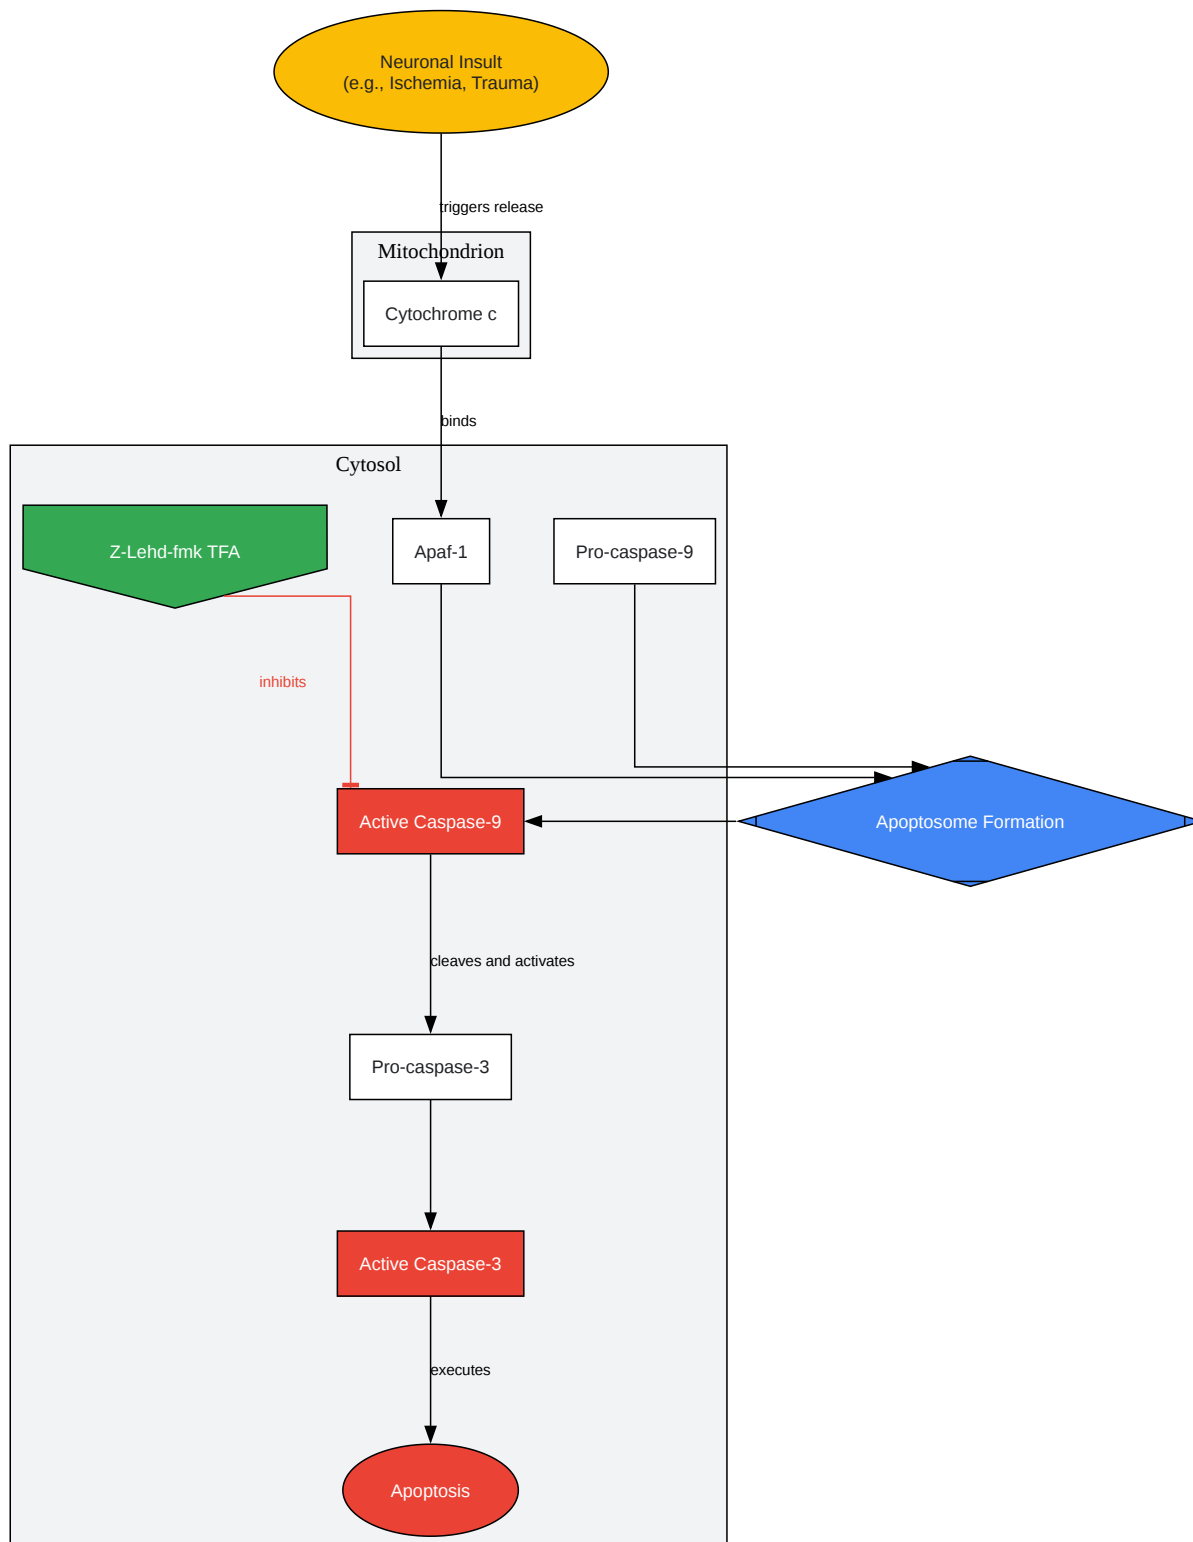 Neuronal Insult
(e.g., Ischemia, Trauma)
triggers release
Mitochondrion
Cytochrome c
binds
Cytosol
Z-Lehd-fmk TFA
Apaf-1
Pro-caspase-9
inhibits
Active Caspase-9
Apoptosome Formation
cleaves and activates
Pro-caspase-3
Active Caspase-3
executes
Apoptosis